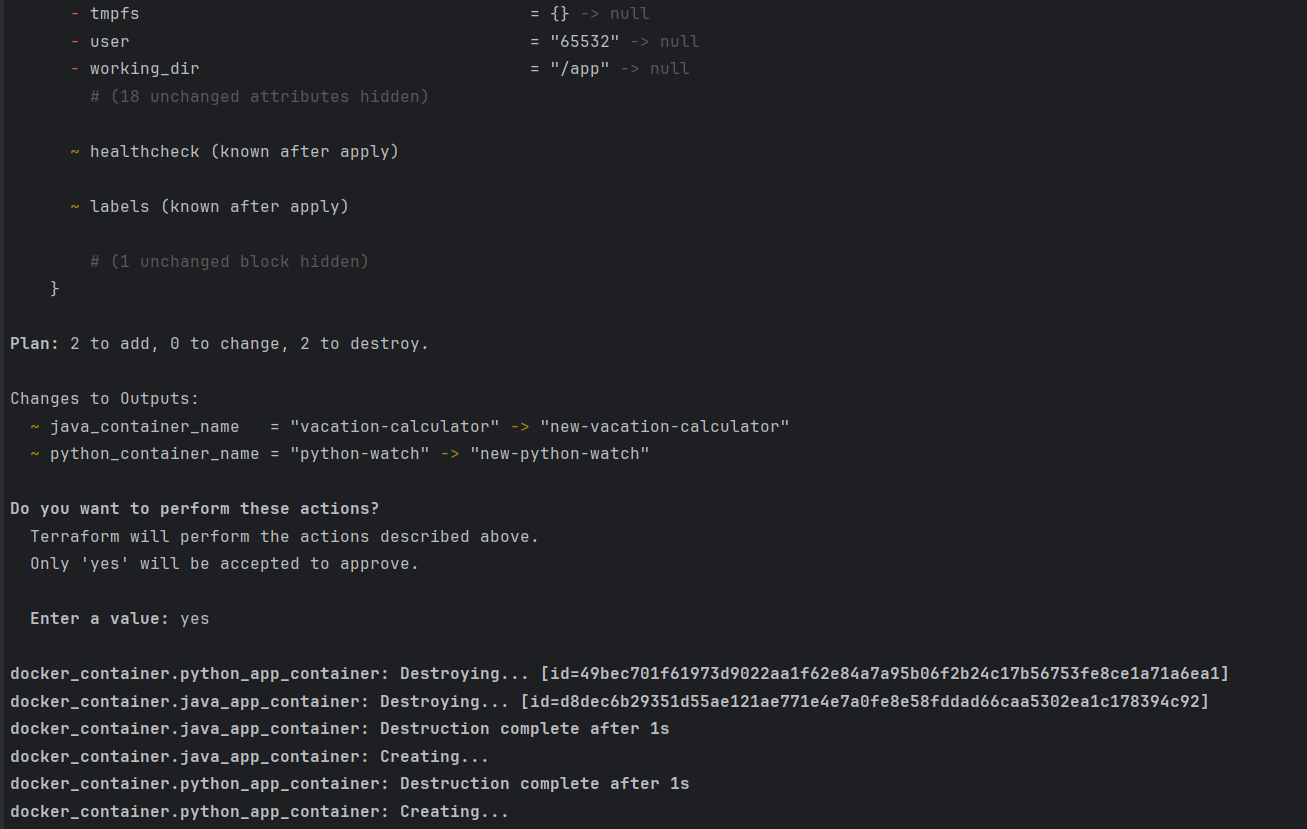 - tmpfs = {} -> null
- user = "65532" -> null
- working_dir = "/app" -> null
# (18 unchanged attributes hidden)
~ healthcheck (known after apply)
~ labels (known after apply)
# (1 unchanged block hidden)
}
Plan: 2 to add, 0 to change, 2 to destroy.
Changes to Outputs:
~ java_container_name = "vacation-calculator" -> "new-vacation-calculator"
~ python_container_name = "python-watch" -> "new-python-watch"
Do you want to perform these actions?
Terraform will perform the actions described above.
Only 'yes' will be accepted to approve.
Enter a value: yes
docker_container.python_app_container: Destroying... [id=49bec701f61973d9022aa1f62e84a7a95b06f2b24c17b56753fe8ce1a71a6ea1]
docker_container.java_app_container: Destroying... [id=d8dec6b29351d55ae121ae771e4e7a0fe8e58fddad66caa5302ea1c178394c92]
docker_container.java_app_container: Destruction complete after 1s
docker_container.java_app_container: Creating...
docker_container.python_app_container: Destruction complete after 1s
docker_container.python_app_container: Creating...